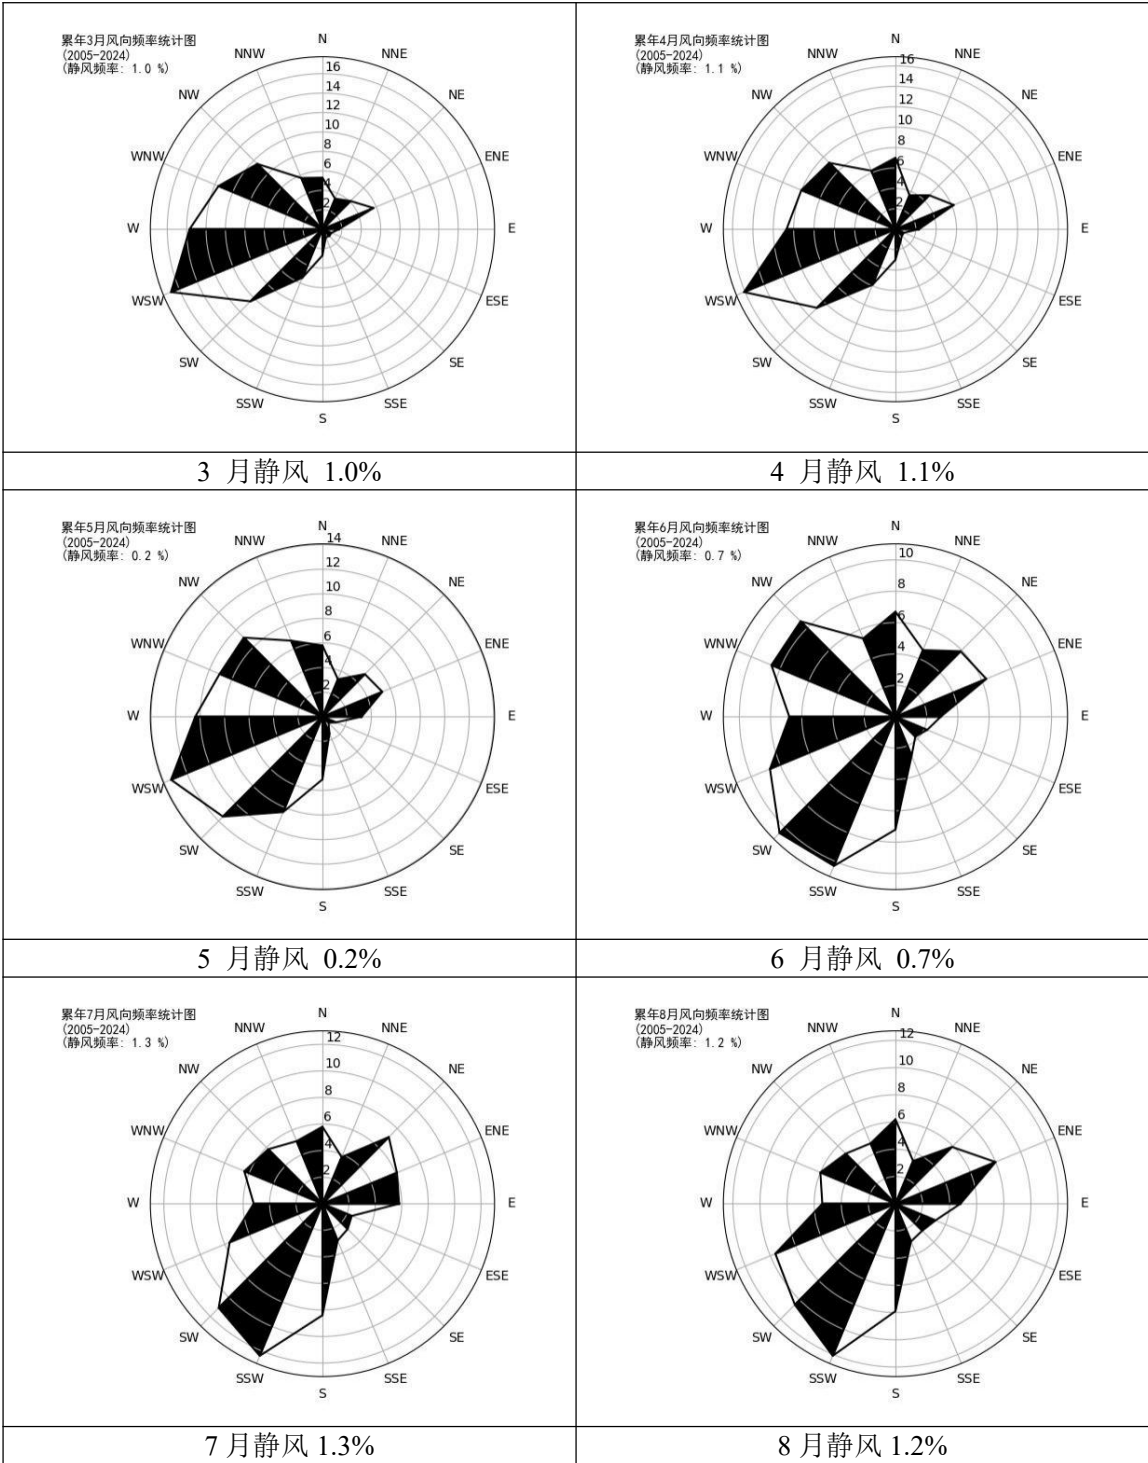 累年3月风向频率统计图
(2005-2024)
(静风频率: 1.0 %)
N
NNE
NE
ENE
E
ESE
SE
SSE
S
SSW
SW
WSW
W
WNW
NW
NNW
16
14
12
10
8
6
4
2
累年4月风向频率统计图
(2005-2024)
(静风频率: 1.1 %)
N
NNE
NE
ENE
E
ESE
SE
SSE
S
SSW
SW
WSW
W
WNW
NW
NNW
16
14
12
10
8
6
4
2
3 月静风 1.0%
4 月静风 1.1%
累年5月风向频率统计图
(2005-2024)
(静风频率: 0.2 %)
N
NNE
NE
ENE
E
ESE
SE
SSE
S
SSW
SW
WSW
W
WNW
NW
NNW
14
12
10
8
6
4
2
累年6月风向频率统计图
(2005-2024)
(静风频率: 0.7 %)
N
NNE
NE
ENE
E
ESE
SE
SSE
S
SSW
SW
WSW
W
WNW
NW
NNW
10
8
6
4
2
5 月静风 0.2%
6 月静风 0.7%
累年7月风向频率统计图
(2005-2024)
(静风频率: 1.3 %)
N
NNE
NE
ENE
E
ESE
SE
SSE
S
SSW
SW
WSW
W
WNW
NW
NNW
12
10
8
6
4
2
累年8月风向频率统计图
(2005-2024)
(静风频率: 1.2 %)
N
NNE
NE
ENE
E
ESE
SE
SSE
S
SSW
SW
WSW
W
WNW
NW
NNW
12
10
8
6
4
2
7 月静风 1.3%
8 月静风 1.2%